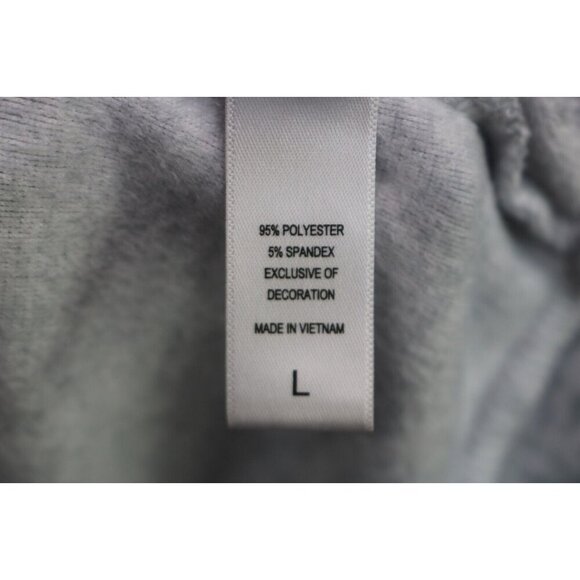 95% POLYESTER
5% SPANDEX
EXCLUSIVE OF
DECORATION
MADE IN VIETNAM
L